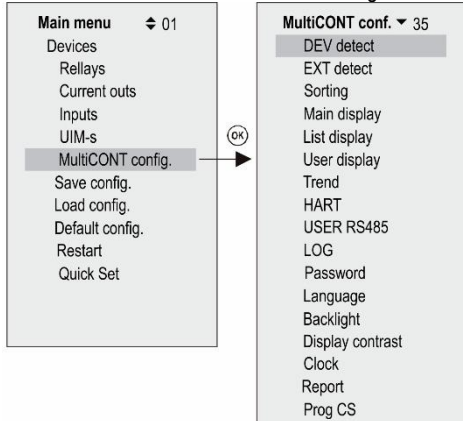 Main menu 01
Devices
Rellays
Current outs
Inputs
UIM-s
MultiCONT config.
Save config.
Load config.
Default config.
Restart
Quick Set
OK
MultiCONT conf. 35
DEV detect
EXT detect
Sorting
Main display
List display
User display
Trend
HART
USER RS485
LOG
Password
Language
Backlight
Display contrast
Clock
Report
Prog CS